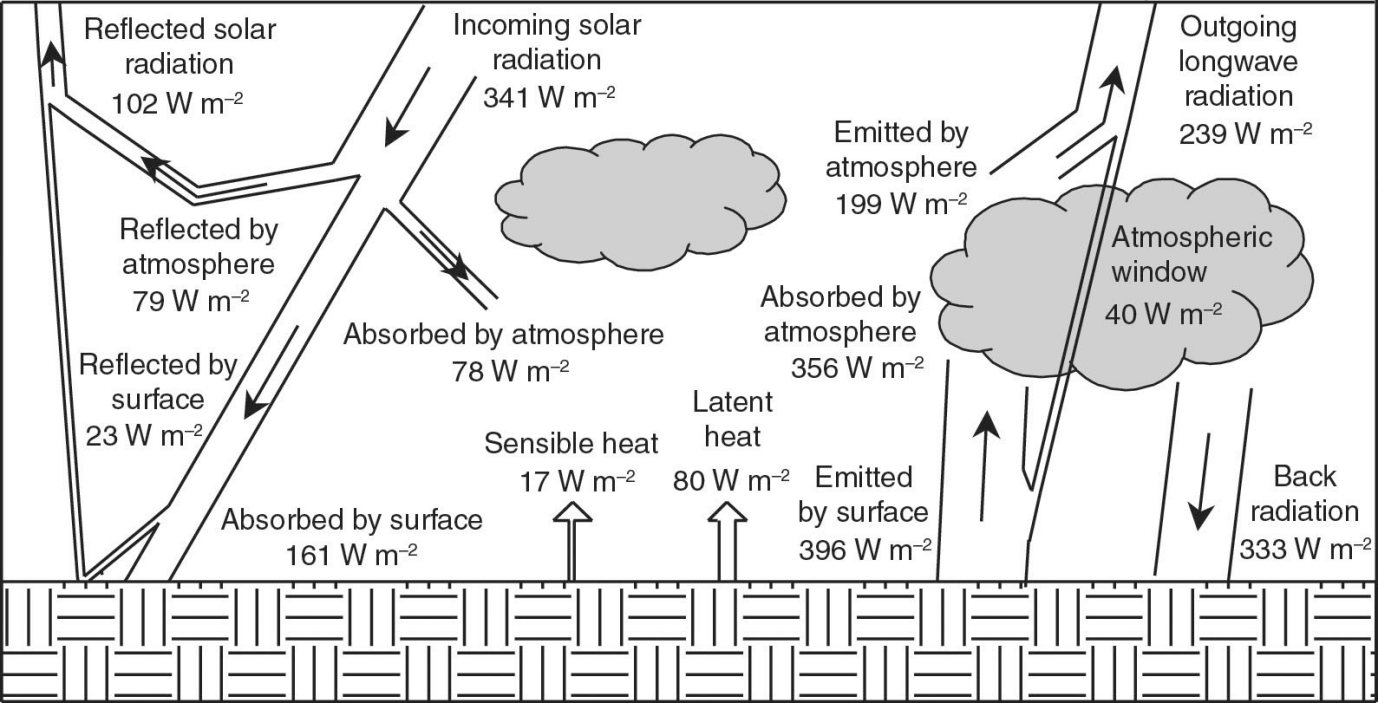 Reflected solar
radiation
102 W m⁻²
Incoming solar
radiation
341 W m⁻²
Outgoing
longwave
radiation
239 W m⁻²
Emitted by
atmosphere
199 W m⁻²
Reflected by
atmosphere
79 W m⁻²
Atmospheric
window
40 W m⁻²
Absorbed by atmosphere
78 W m⁻²
Absorbed by
atmosphere
356 W m⁻²
Reflected by
surface
23 W m⁻²
Latent
heat
80 W m⁻²
Sensible heat
17 W m⁻²
Emitted
by surface
396 W m⁻²
Back
radiation
333 W m⁻²
Absorbed by surface
161 W m⁻²